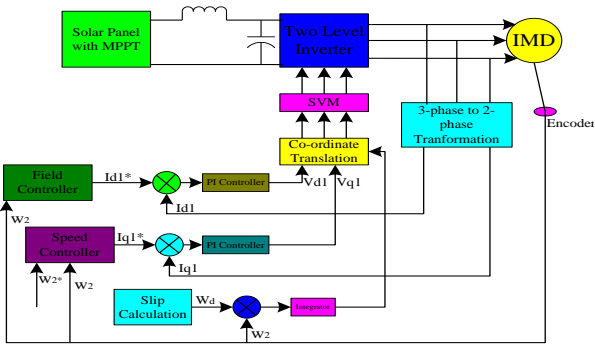 Solar Panel
with MPPT
Two Level
Inverter
IMD
SVM
3-phase to 2-
phase
Tranformation
Encoder
Co-ordinate
Translation
Field
Controller
Id1*
PI Controller
Vd1
Vq1
Id1
W2
Speed
Controller
Iq1*
PI Controller
Iq1
W2*
W2
Slip
Calculation
Wd
Integrator
W2